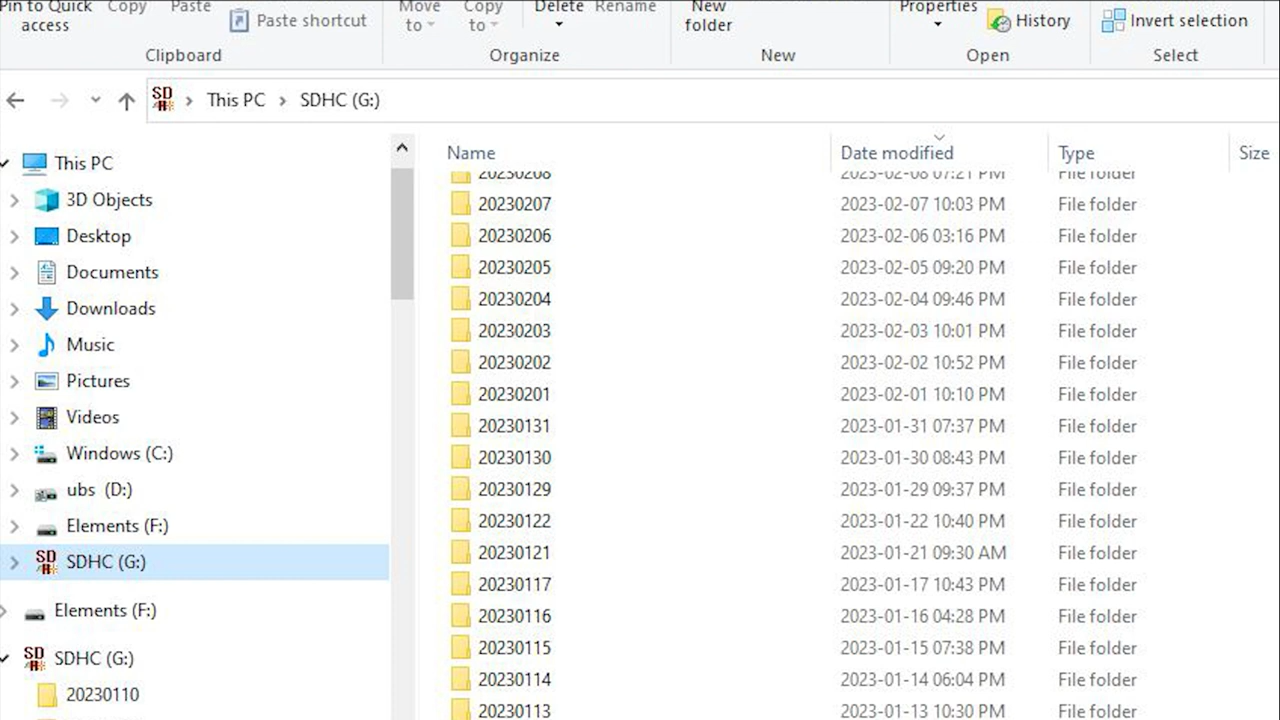 Pin to Quick access
Copy
Paste
Paste shortcut
Clipboard
Move to
Copy to
Delete
Rename
Organize
New folder
New
Properties
History
Open
Invert selection
Select
SD
This PC
SDHC (G:)
This PC
3D Objects
Desktop
Documents
Downloads
Music
Pictures
Videos
Windows (C:)
ubs (D:)
Elements (F:)
SD
SDHC (G:)
Elements (F:)
SD
SDHC (G:)
20230110
Name Date modified Type Size
20230208 2023-02-08 07:21 PM File folder
20230207 2023-02-07 10:03 PM File folder
20230206 2023-02-06 03:16 PM File folder
20230205 2023-02-05 09:20 PM File folder
20230204 2023-02-04 09:46 PM File folder
20230203 2023-02-03 10:01 PM File folder
20230202 2023-02-02 10:52 PM File folder
20230201 2023-02-01 10:10 PM File folder
20230131 2023-01-31 07:37 PM File folder
20230130 2023-01-30 08:43 PM File folder
20230129 2023-01-29 09:37 PM File folder
20230122 2023-01-22 10:40 PM File folder
20230121 2023-01-21 09:30 AM File folder
20230117 2023-01-17 10:43 PM File folder
20230116 2023-01-16 04:28 PM File folder
20230115 2023-01-15 07:38 PM File folder
20230114 2023-01-14 06:04 PM File folder
20230113 2023-01-13 10:30 PM File folder